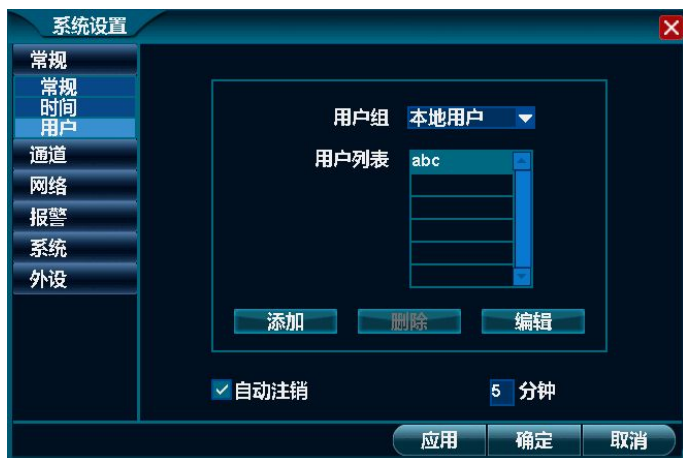 系统设置
常规
常规
时间
用户
通道
网络
报警
系统
外设
用户组 本地用户
用户列表 abc
添加 删除 编辑
自动注销 5 分钟
应用 确定 取消